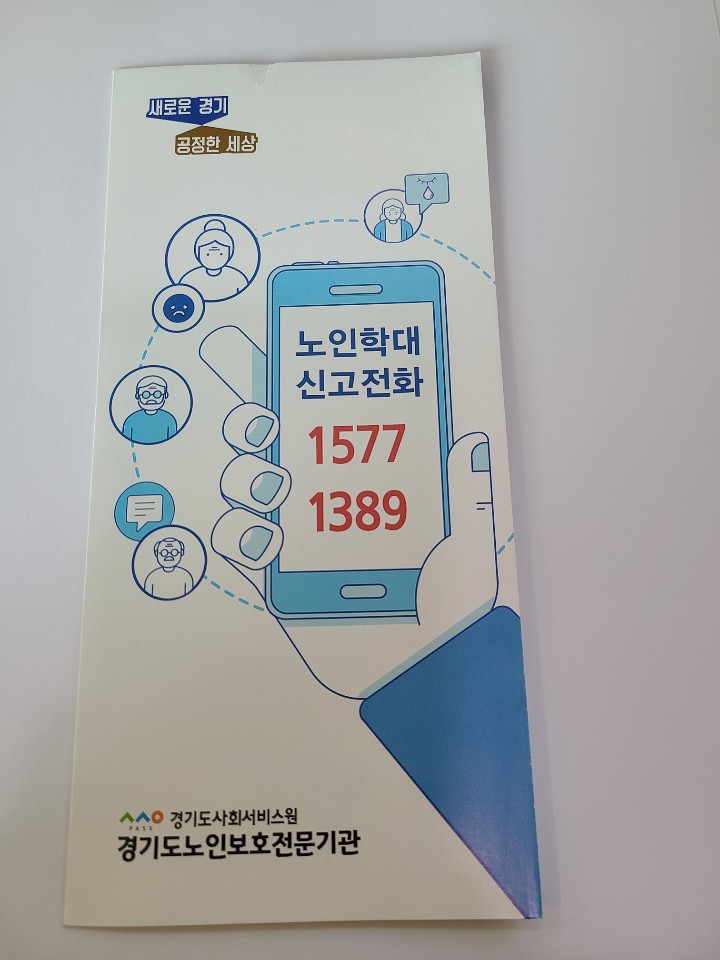 새로운 경기
공정한 세상
노인학대
신고전화
1577
1389
PASS
경기도사회서비스원
경기도노인보호전문기관